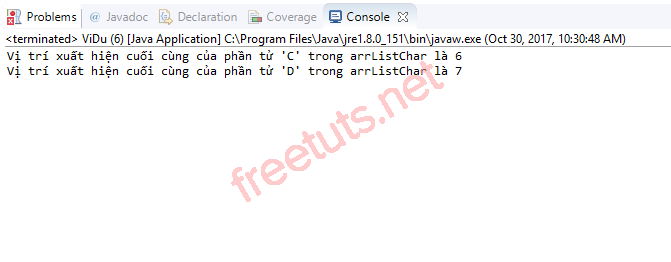 Problems @ Javadoc Declaration Coverage Console
<terminated> ViDu (6) [Java Application] C:\Program Files\Java\jre1.8.0_151\bin\javaw.exe (Oct 30, 2017, 10:30:48 AM)
Vị trí xuất hiện cuối cùng của phần tử 'C' trong arrListChar là 6
Vị trí xuất hiện cuối cùng của phần tử 'D' trong arrListChar là 7
freetuts.net